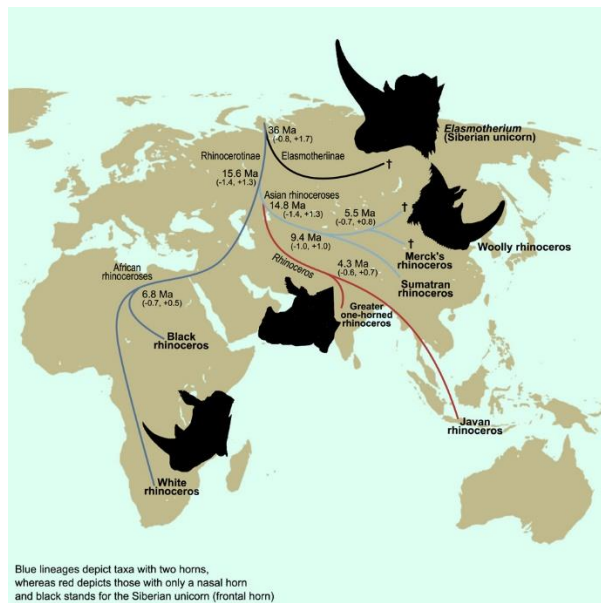 Elasmotherium
(Siberian unicorn)
36 Ma
(-0.8, +1.7)
Rhinocerotinae
Elasmotheriinae
†
15.6 Ma
(-1.4, +1.3)
Asian rhinoceroses
14.8 Ma
(-1.4, +1.3)
5.5 Ma
(-0.7, +0.8)
†
Woolly rhinoceros
9.4 Ma
(-1.0, +1.0)
†
Merck's
rhinoceros
Rhinoceros
4.3 Ma
(-0.6, +0.7)
Sumatran
rhinoceros
African
rhinoceroses
6.8 Ma
(-0.7, +0.5)
Greater
one-horned
rhinoceros
Black
rhinoceros
Javan
rhinoceros
White
rhinoceros
Blue lineages depict taxa with two horns,
whereas red depicts those with only a nasal horn
and black stands for the Siberian unicorn (frontal horn)